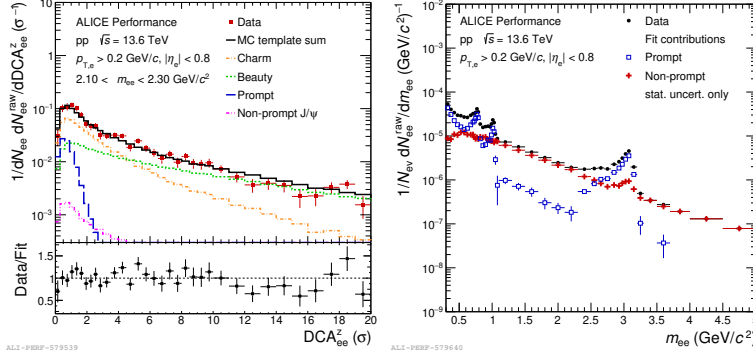 ALICE Performance
pp √s = 13.6 TeV
p_T,e > 0.2 GeV/c, |η_e| < 0.8
2.10 < m_ee < 2.30 GeV/c²
Data
MC template sum
Charm
Beauty
Prompt
Non-prompt J/ψ
1/dN_ee^raw/dDCA_ee^z (σ⁻¹)
10⁻¹
10⁻²
10⁻³
Data/Fit
1.5
1
0.5
0 2 4 6 8 10 12 14 16 18 20
DCA_ee^z (σ)
ALI-PERF-579539
ALICE Performance
pp √s = 13.6 TeV
p_T,e > 0.2 GeV/c, |η_e| < 0.8
Data
Fit contributions
Prompt
Non-prompt
stat. uncert. only
1/N_ev dN_ee^raw/dm_ee (GeV/c²)⁻¹
10⁻¹
10⁻²
10⁻³
10⁻⁴
10⁻⁵
10⁻⁶
10⁻⁷
10⁻⁸
10⁻⁹
0.5 1 1.5 2 2.5 3 3.5 4 4.5
m_ee (GeV/c²)
ALI-PERF-579640